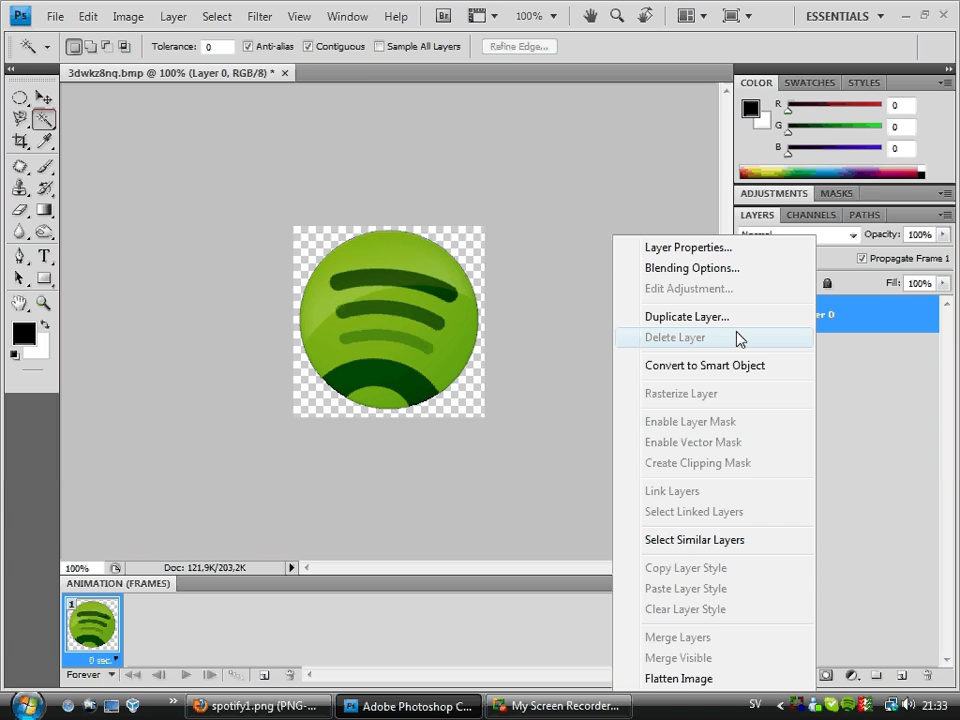 Ps File Edit Image Layer Select Filter View Window Help Br 100% ESSENTIALS
Tolerance: 0 Anti-alias Contiguous Sample All Layers Refine Edge...
3dwkz8nq.bmp @ 100% (Layer 0, RGB/8) *
COLOR SWATCHES STYLES
R 0
G 0
B 0
ADJUSTMENTS MASKS
LAYERS CHANNELS PATHS
Normal Opacity: 100%
Propagate Frame 1
Fill: 100%
er 0
Layer Properties...
Blending Options...
Edit Adjustment...
Duplicate Layer...
Delete Layer
Convert to Smart Object
Rasterize Layer
Enable Layer Mask
Enable Vector Mask
Create Clipping Mask
Link Layers
Select Linked Layers
Select Similar Layers
Copy Layer Style
Paste Layer Style
Clear Layer Style
Merge Layers
Merge Visible
Flatten Image
T
100% Doc: 121,9K/203,2K
ANIMATION (FRAMES)
1
0 sec.
Forever
spotify1.png (PNG-... Ps Adobe Photoshop C... My Screen Recorder... SV 21:33